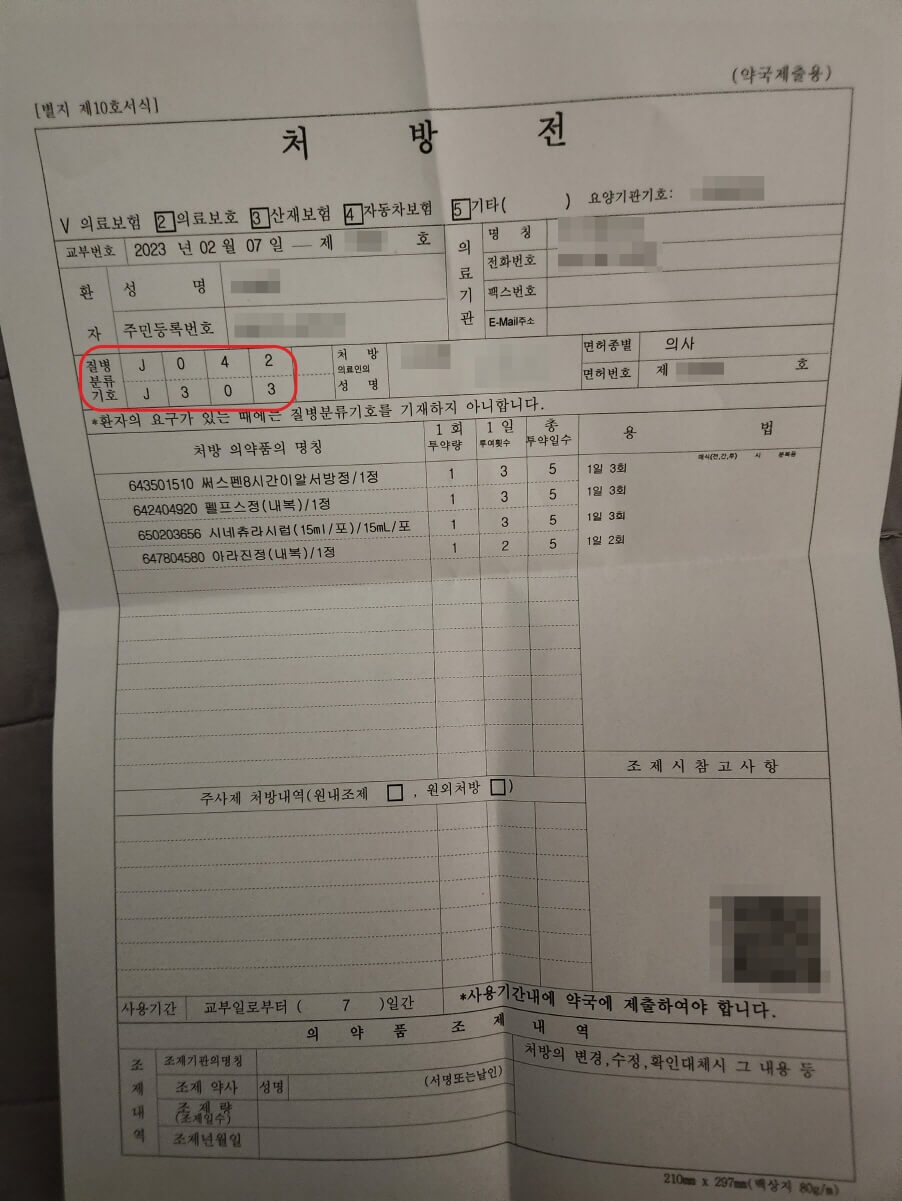 (약국제출용)
[별지 제10호서식]
처 방 전
V 의료보험 2 의료보호 3 산재보험 4 자동차보험 5 기타( ) 요양기관기호:
교부번호 2023 년 02 월 07 일 — 제 호
환자 성 명
주민등록번호
의료기관 명 칭
전화번호
팩스번호
E-Mail주소
질병분류기호 J 0 4 2
J 3 0 3
처 방 의료인의 성 명
면허종별 의사
면허번호 제 호
*환자의 요구가 있는 때에는 질병분류기호를 기재하지 아니합니다.
처방 의약품의 명칭 1 회 투약량 1 일 투여횟수 총 투약일수 용 법
643501510 써스펜8시간이알서방정/1정 1 3 5 1일 3회
642404920 펠프스정(내복)/1정 1 3 5 1일 3회
650203656 시네츄라시럽(15ml/포)/15mL/포 1 3 5 1일 3회
647804580 아라진정(내복)/1정 1 2 5 1일 2회
조 제 시 참 고 사 항
주사제 처방내역(원내조제 □ , 원외처방 □)
사용기간 교부일로부터 ( 7 )일간 *사용기간내에 약국에 제출하여야 합니다.
의 약 품 조 제 내 역
조제내역 조제기관의명칭
조제 약사 성명 (서명또는날인)
조 제 량 (조제일수)
조제년월일
처방의 변경,수정,확인대체시 그 내용 등
210mm x 297mm(백상지 80g/m)